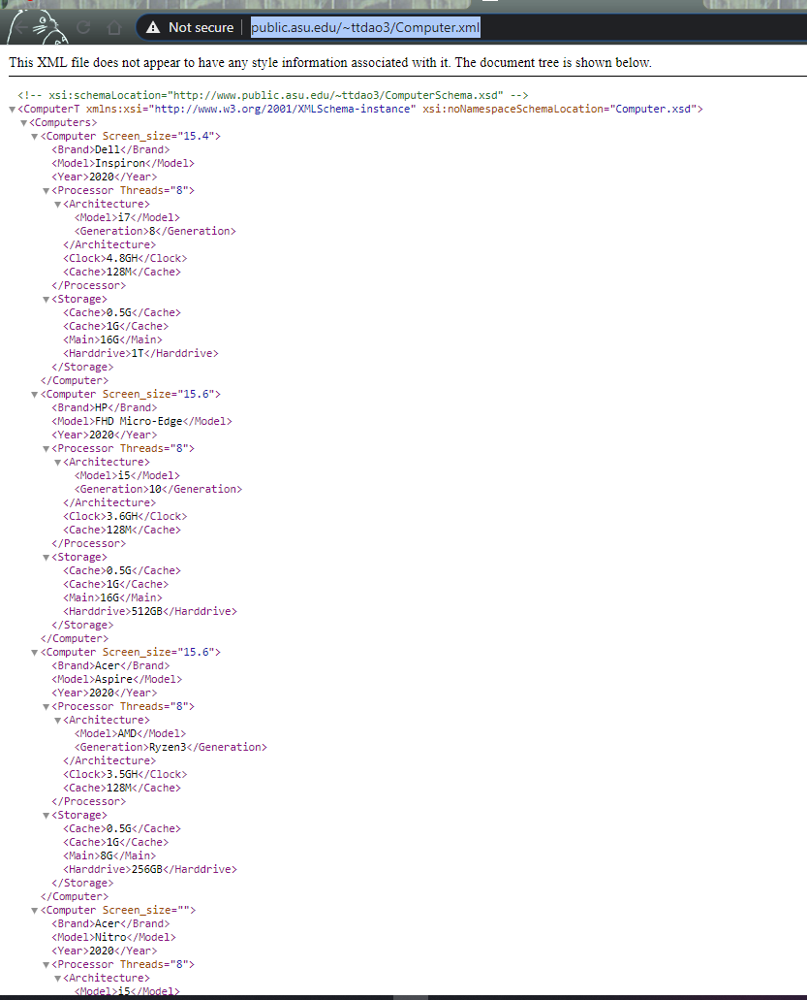 Not secure | public.asu.edu/~ttdao3/Computer.xml
This XML file does not appear to have any style information associated with it. The document tree is shown below.
<!-- xsi:schemaLocation="http://www.public.asu.edu/~ttdao3/ComputerSchema.xsd" -->
▼<ComputerT xmlns:xsi="http://www.w3.org/2001/XMLSchema-instance" xsi:noNamespaceSchemaLocation="Computer.xsd">
▼<Computers>
▼<Computer Screen_size="15.4">
<Brand>Dell</Brand>
<Model>Inspiron</Model>
<Year>2020</Year>
▼<Processor Threads="8">
▼<Architecture>
<Model>i7</Model>
<Generation>8</Generation>
</Architecture>
<Clock>4.8GH</Clock>
<Cache>128M</Cache>
</Processor>
▼<Storage>
<Cache>0.5G</Cache>
<Cache>1G</Cache>
<Main>16G</Main>
<Harddrive>1T</Harddrive>
</Storage>
</Computer>
▼<Computer Screen_size="15.6">
<Brand>HP</Brand>
<Model>FHD Micro-Edge</Model>
<Year>2020</Year>
▼<Processor Threads="8">
▼<Architecture>
<Model>i5</Model>
<Generation>10</Generation>
</Architecture>
<Clock>3.6GH</Clock>
<Cache>128M</Cache>
</Processor>
▼<Storage>
<Cache>0.5G</Cache>
<Cache>1G</Cache>
<Main>16G</Main>
<Harddrive>512GB</Harddrive>
</Storage>
</Computer>
▼<Computer Screen_size="15.6">
<Brand>Acer</Brand>
<Model>Aspire</Model>
<Year>2020</Year>
▼<Processor Threads="8">
▼<Architecture>
<Model>AMD</Model>
<Generation>Ryzen3</Generation>
</Architecture>
<Clock>3.5GH</Clock>
<Cache>128M</Cache>
</Processor>
▼<Storage>
<Cache>0.5G</Cache>
<Cache>1G</Cache>
<Main>8G</Main>
<Harddrive>256GB</Harddrive>
</Storage>
</Computer>
▼<Computer Screen_size="">
<Brand>Acer</Brand>
<Model>Nitro</Model>
<Year>2020</Year>
▼<Processor Threads="8">
▼<Architecture>
<Model>i5</Model>